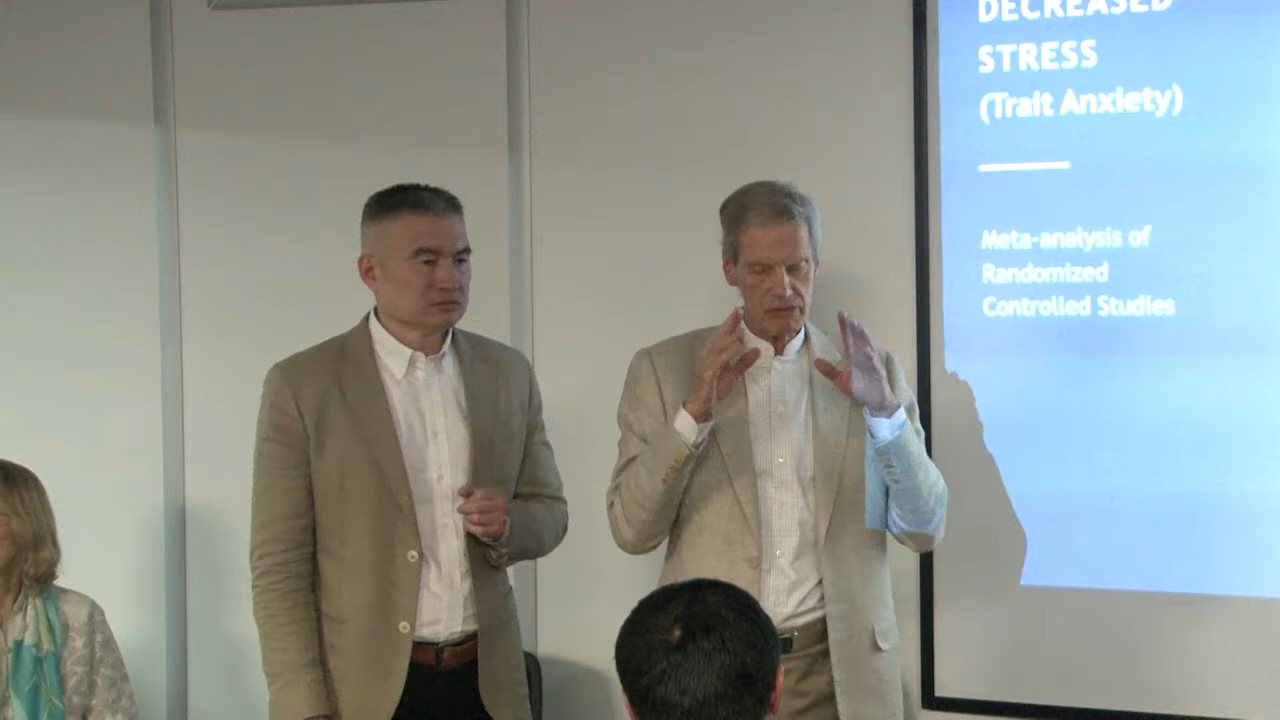 DECREASED
STRESS
(Trait Anxiety)
Meta-analysis of
Randomized
Controlled Studies